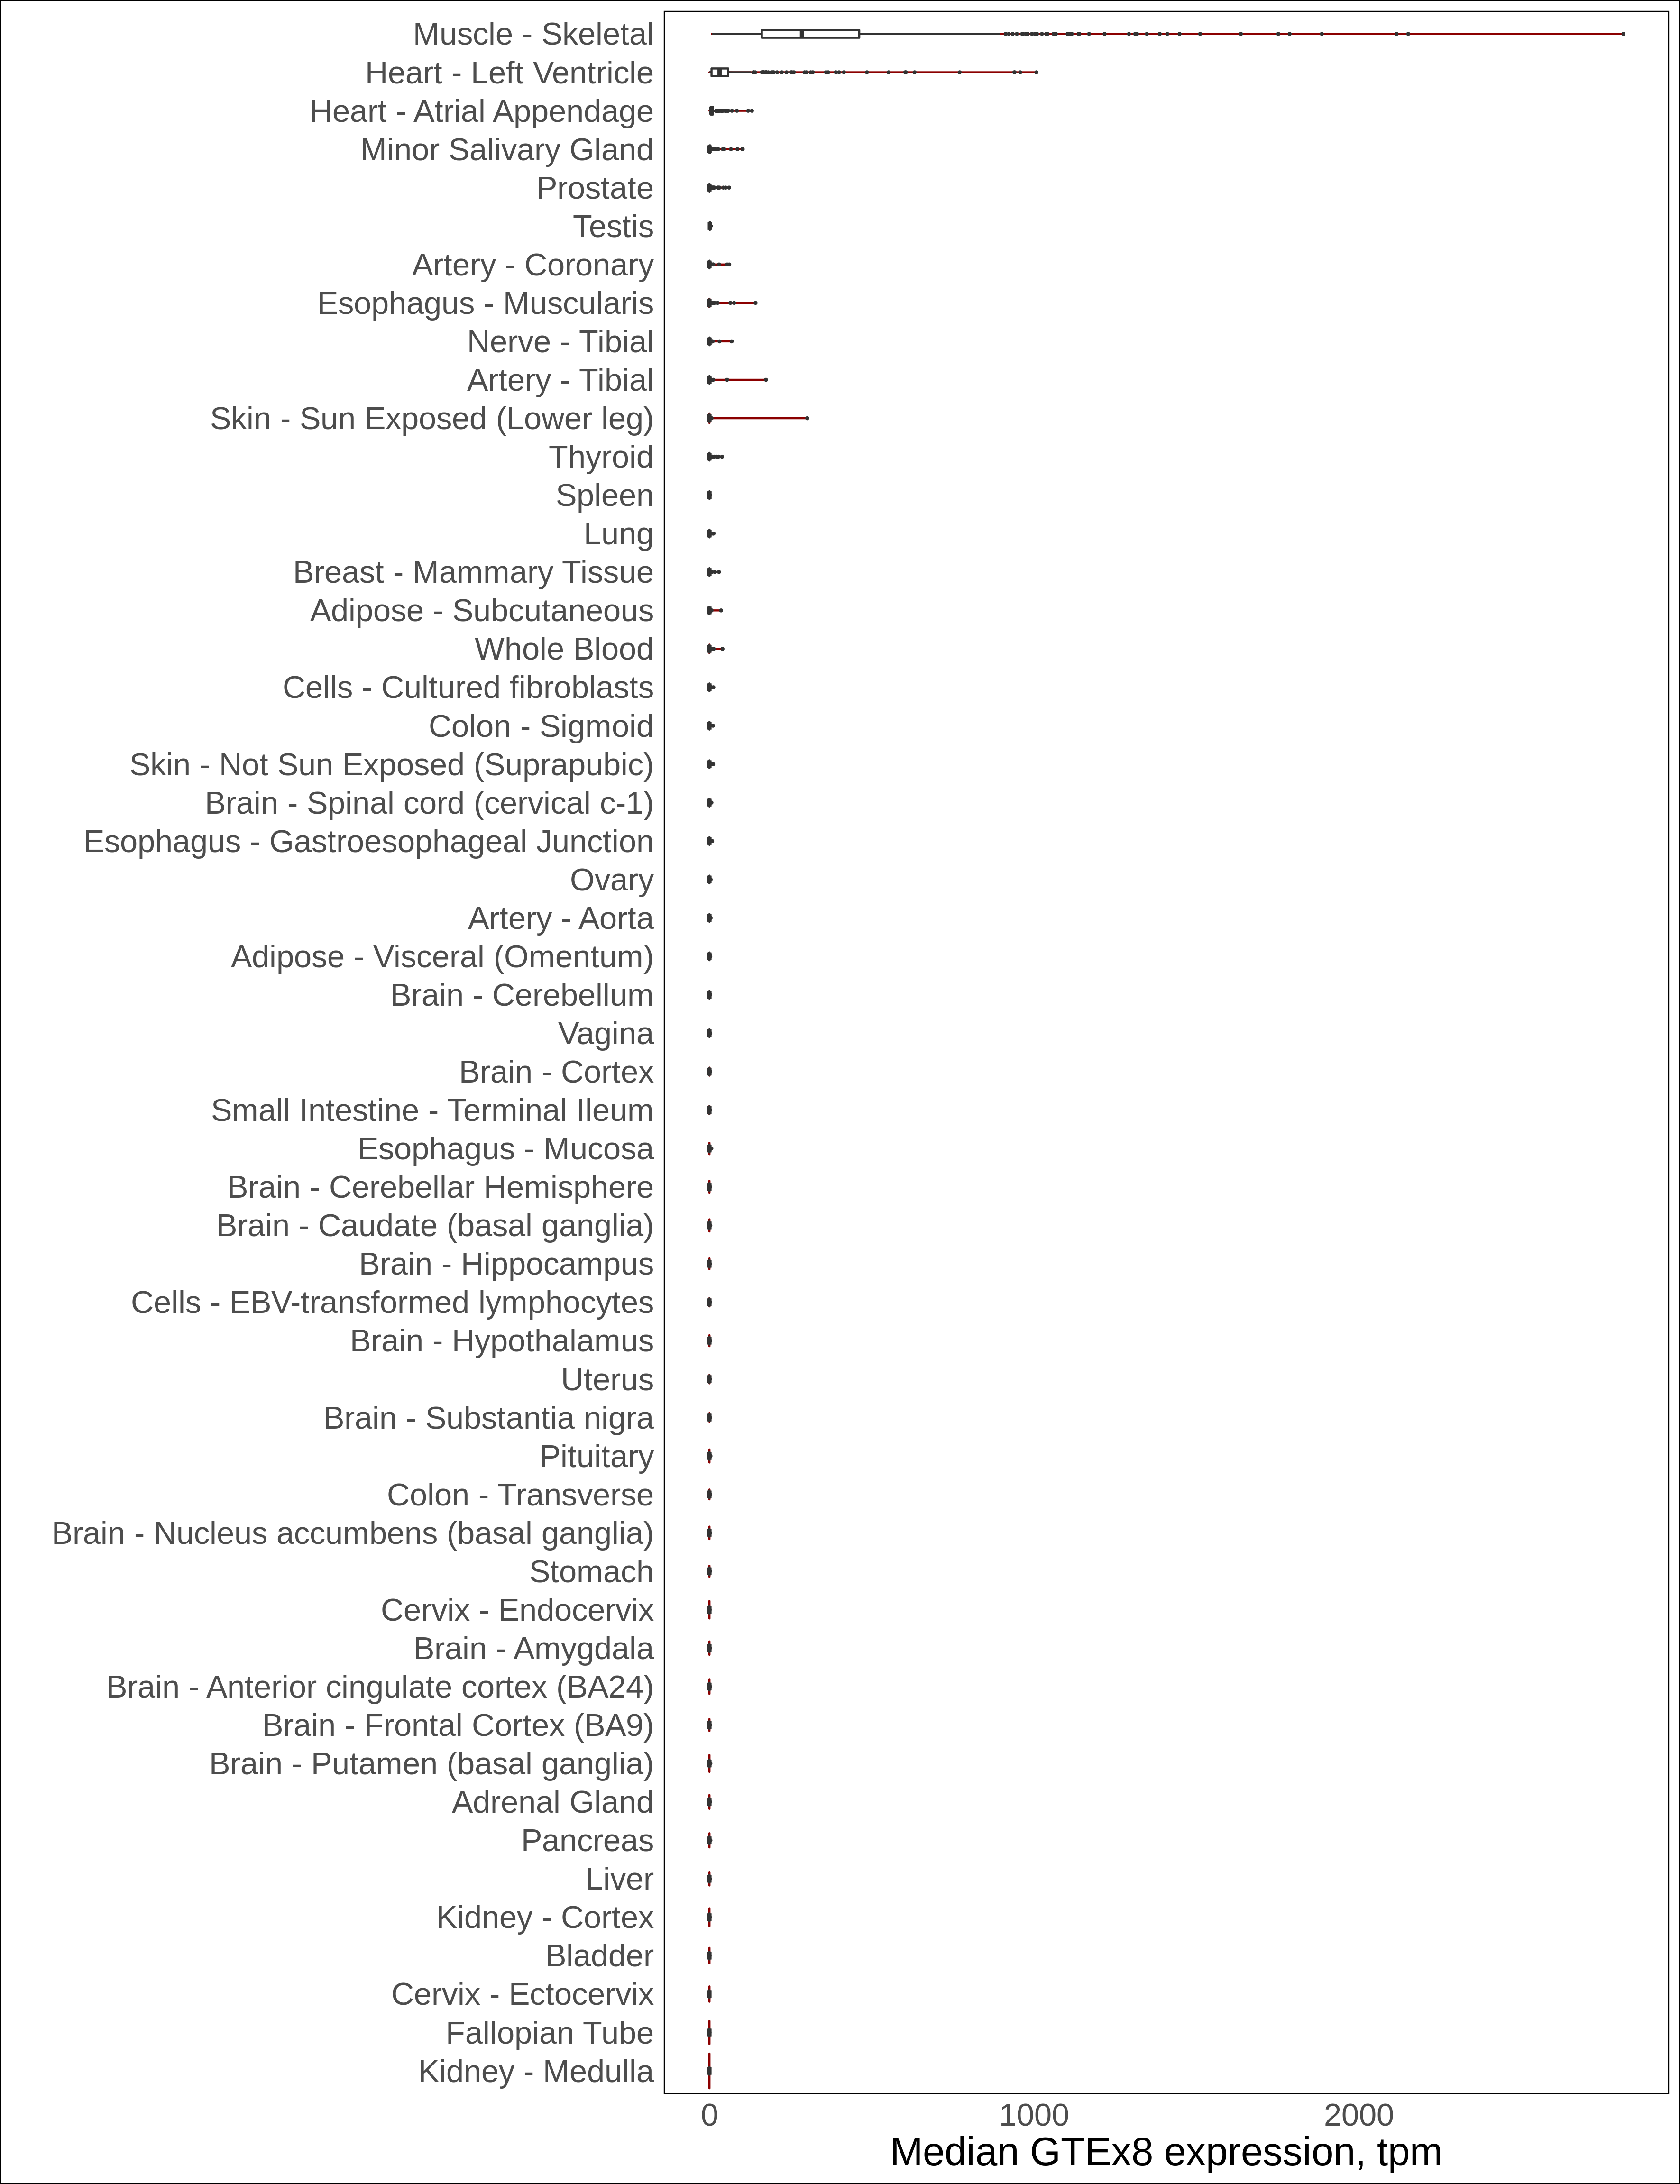 Muscle - Skeletal
Heart - Left Ventricle
Heart - Atrial Appendage
Minor Salivary Gland
Prostate
Testis
Artery - Coronary
Esophagus - Muscularis
Nerve - Tibial
Artery - Tibial
Skin - Sun Exposed (Lower leg)
Thyroid
Spleen
Lung
Breast - Mammary Tissue
Adipose - Subcutaneous
Whole Blood
Cells - Cultured fibroblasts
Colon - Sigmoid
Skin - Not Sun Exposed (Suprapubic)
Brain - Spinal cord (cervical c-1)
Esophagus - Gastroesophageal Junction
Ovary
Artery - Aorta
Adipose - Visceral (Omentum)
Brain - Cerebellum
Vagina
Brain - Cortex
Small Intestine - Terminal Ileum
Esophagus - Mucosa
Brain - Cerebellar Hemisphere
Brain - Caudate (basal ganglia)
Brain - Hippocampus
Cells - EBV-transformed lymphocytes
Brain - Hypothalamus
Uterus
Brain - Substantia nigra
Pituitary
Colon - Transverse
Brain - Nucleus accumbens (basal ganglia)
Stomach
Cervix - Endocervix
Brain - Amygdala
Brain - Anterior cingulate cortex (BA24)
Brain - Frontal Cortex (BA9)
Brain - Putamen (basal ganglia)
Adrenal Gland
Pancreas
Liver
Kidney - Cortex
Bladder
Cervix - Ectocervix
Fallopian Tube
Kidney - Medulla
0 1000 2000
Median GTEx8 expression, tpm